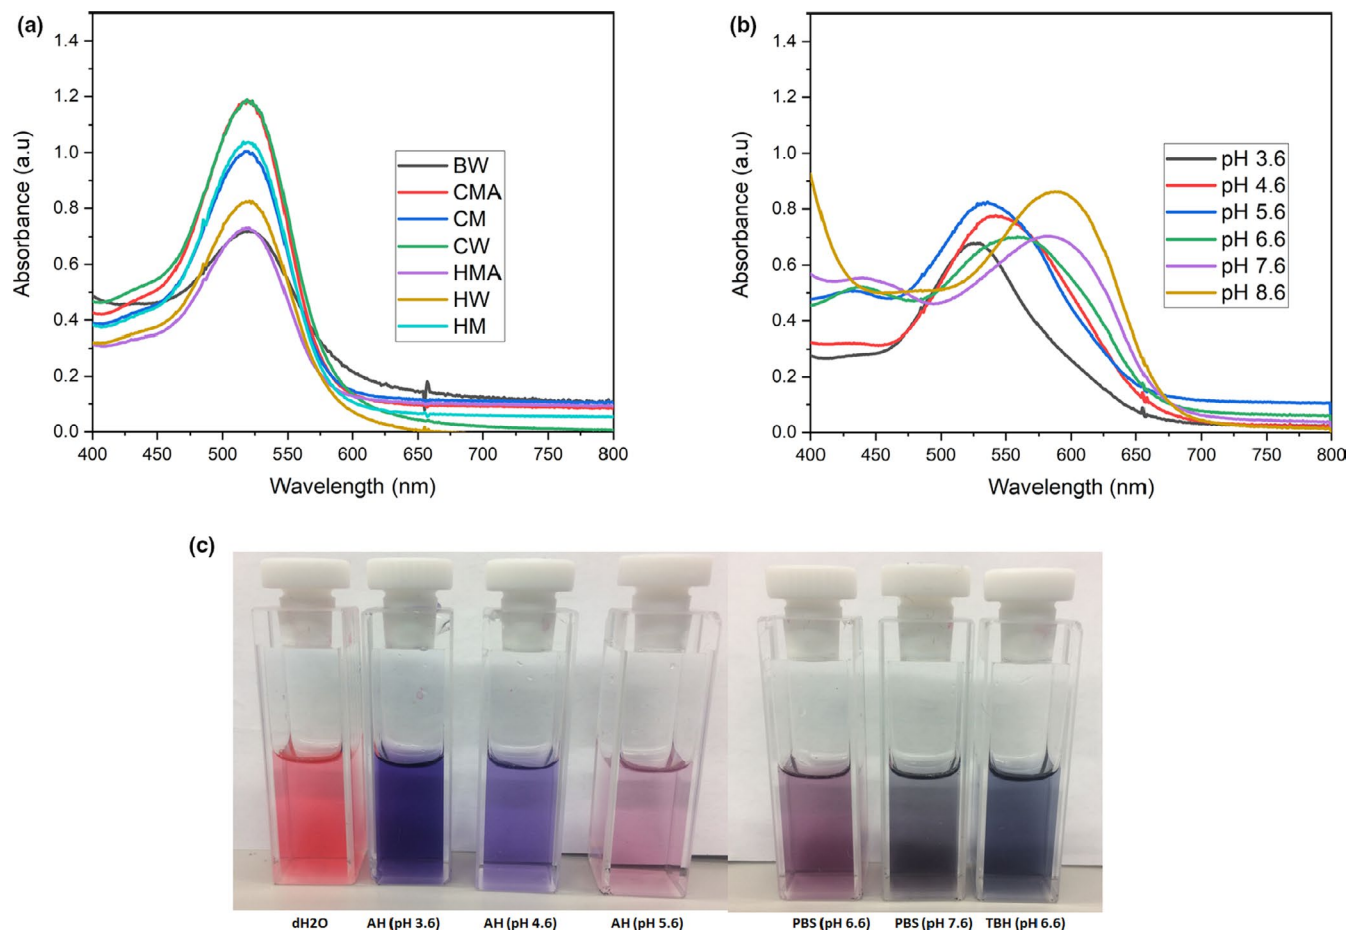 (a)
1.4
1.2
1.0
0.8
0.6
0.4
0.2
0.0
Absorbance (a.u)
BW
CMA
CM
CW
HMA
HW
HM
400 450 500 550 600 650 700 750 800
Wavelength (nm)
(b)
1.4
1.2
1.0
0.8
0.6
0.4
0.2
0.0
Absorbance (a.u)
pH 3.6
pH 4.6
pH 5.6
pH 6.6
pH 7.6
pH 8.6
400 450 500 550 600 650 700 750 800
Wavelength (nm)
(c)
dH2O AH (pH 3.6) AH (pH 4.6) AH (pH 5.6) PBS (pH 6.6) PBS (pH 7.6) TBH (pH 6.6)